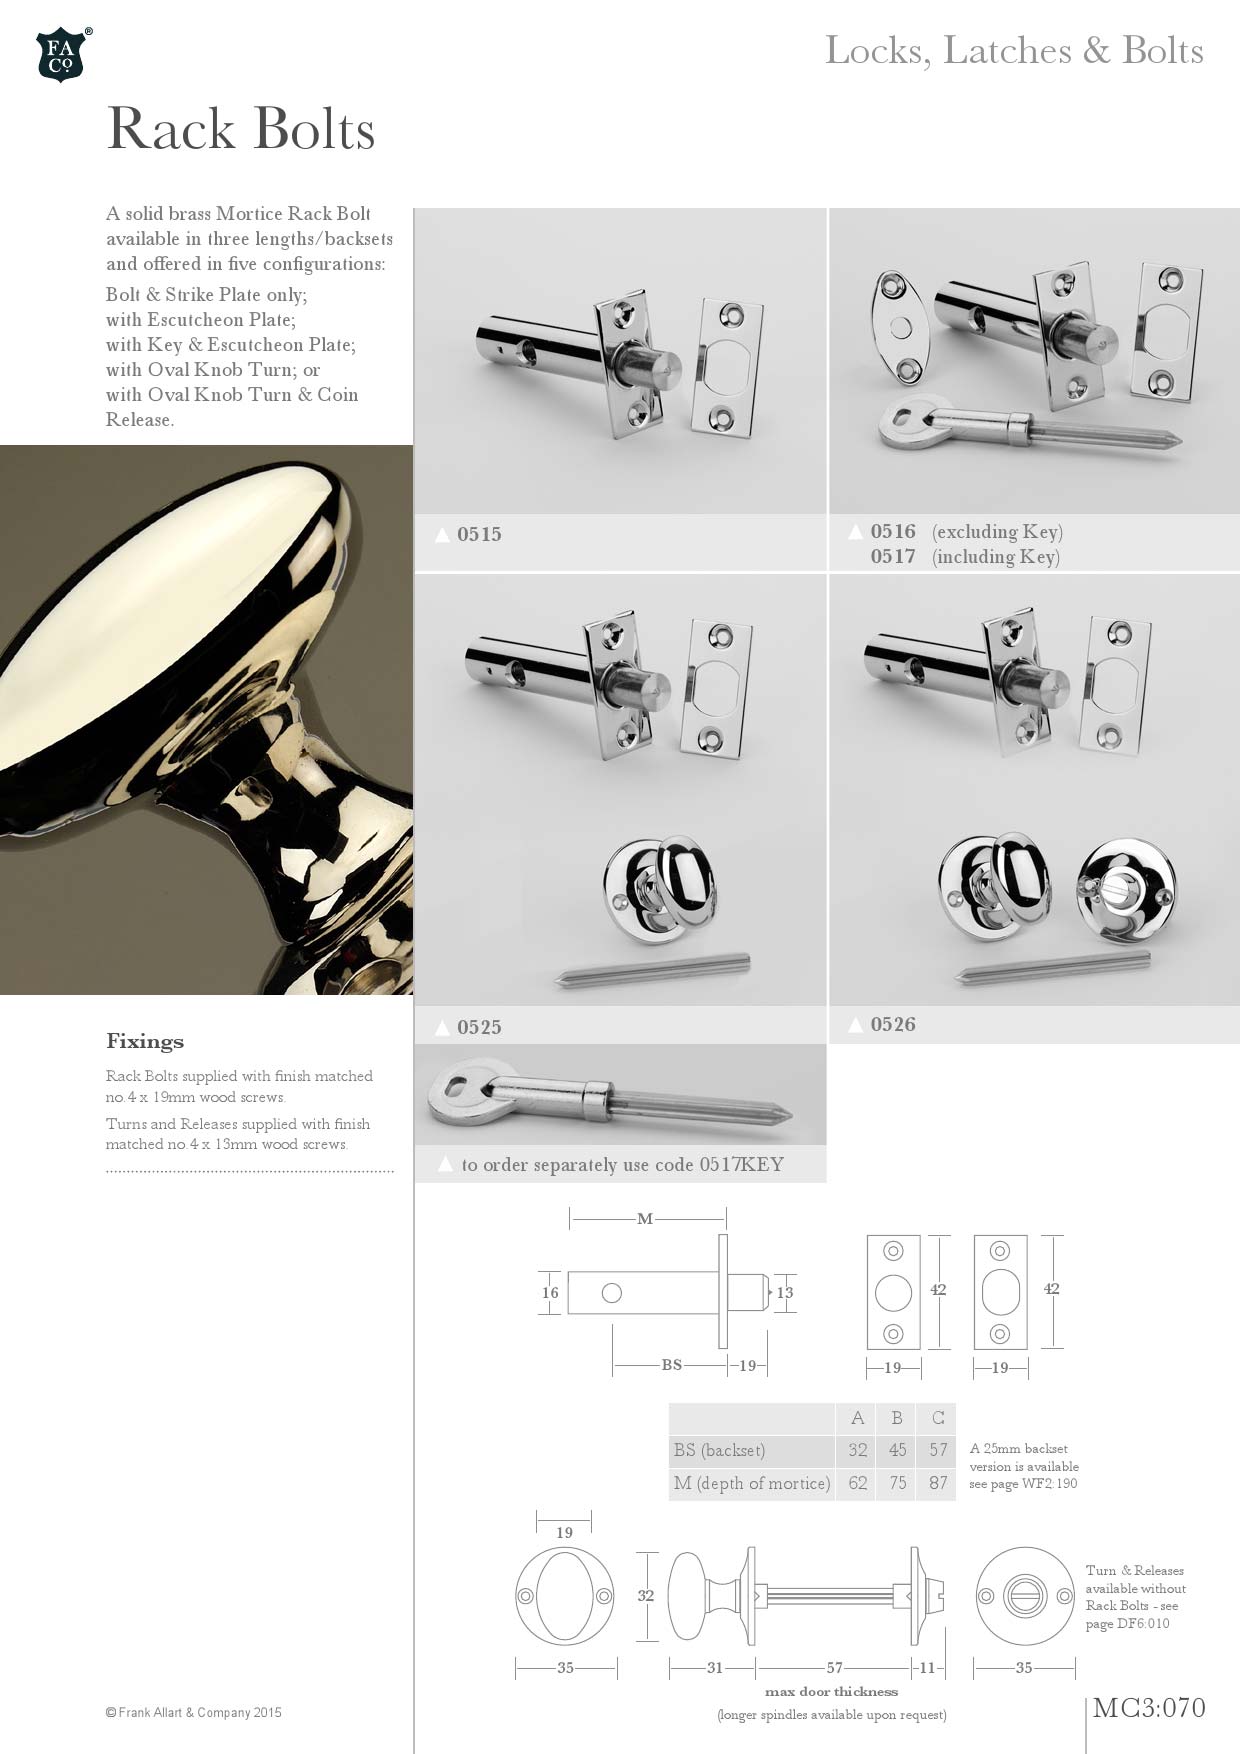 FA
Co.
®
Locks, Latches & Bolts
Rack Bolts
A solid brass Mortice Rack Bolt
available in three lengths/backsets
and offered in five configurations:
Bolt & Strike Plate only;
with Escutcheon Plate;
with Key & Escutcheon Plate;
with Oval Knob Turn; or
with Oval Knob Turn & Coin
Release.
0515
0516 (excluding Key)
0517 (including Key)
0525
0526
Fixings
Rack Bolts supplied with finish matched
no.4 x 19mm wood screws.
Turns and Releases supplied with finish
matched no.4 x 13mm wood screws.
to order separately use code 0517KEY
M
16
13
BS
19
42
42
19
19
A B C
BS (backset) 32 45 57
M (depth of mortice) 62 75 87
A 25mm backset
version is available
see page WF2:190
19
32
35
31
57
11
35
max door thickness
(longer spindles available upon request)
Turn & Releases
available without
Rack Bolts - see
page DF6:010
© Frank Allart & Company 2015
MC3:070